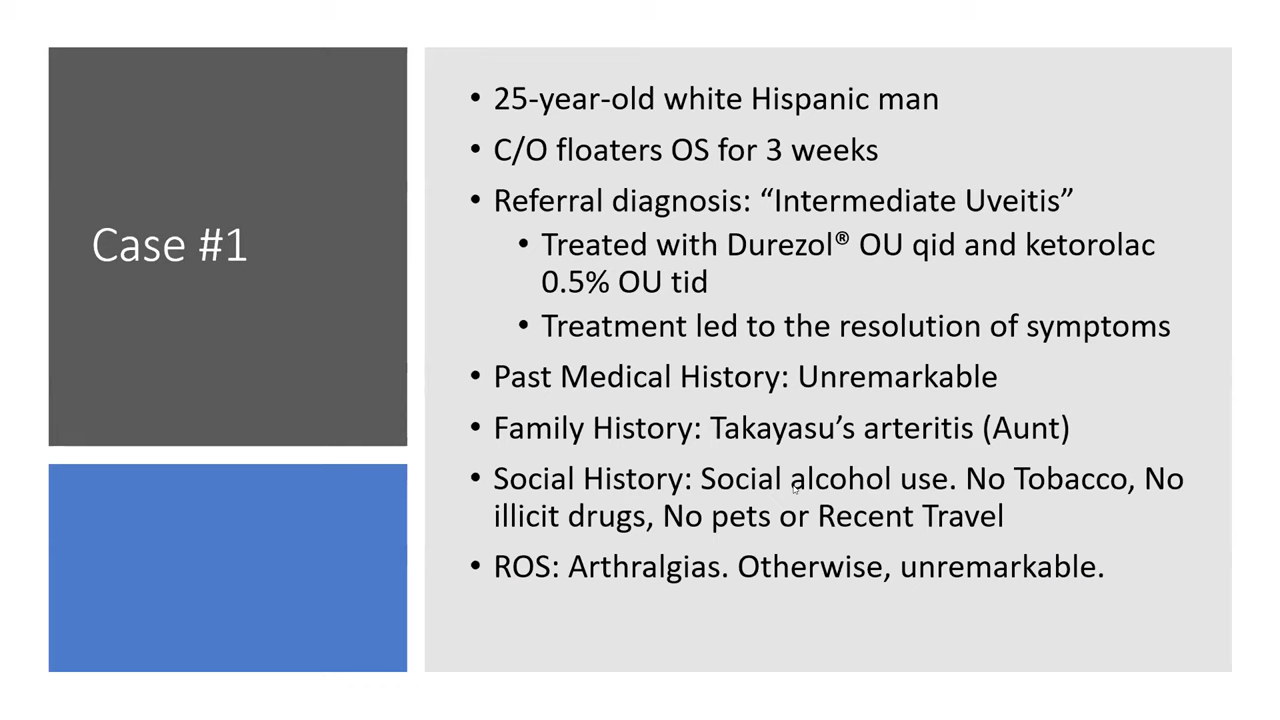 Case #1
• 25-year-old white Hispanic man
• C/O floaters OS for 3 weeks
• Referral diagnosis: “Intermediate Uveitis”
• Treated with Durezol® OU qid and ketorolac
0.5% OU tid
• Treatment led to the resolution of symptoms
• Past Medical History: Unremarkable
• Family History: Takayasu’s arteritis (Aunt)
• Social History: Social alcohol use. No Tobacco, No
illicit drugs, No pets or Recent Travel
• ROS: Arthralgias. Otherwise, unremarkable.